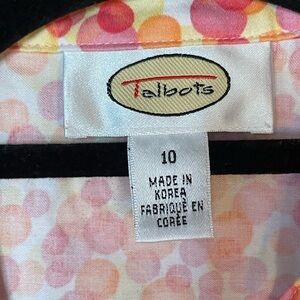 Talbots
10
MADE IN
KOREA
FABRIQUÉ EN
CORÉE